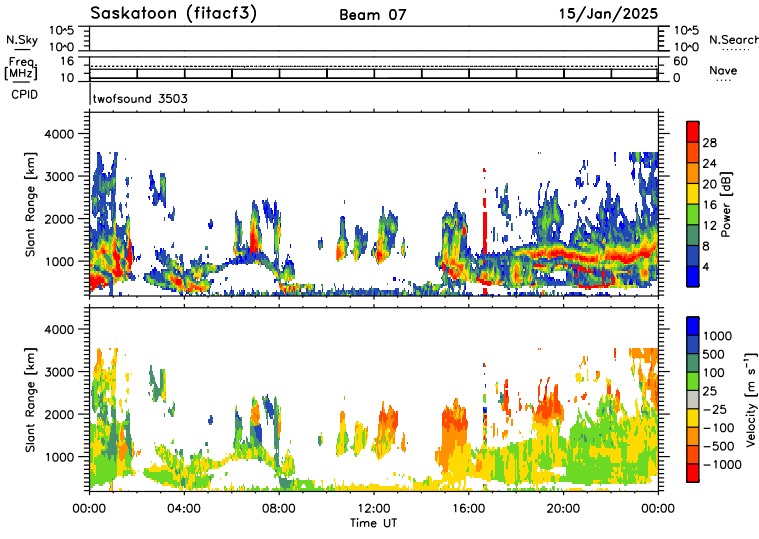 Saskatoon (fitacf3) Beam 07 15/Jan/2025
N.Sky 10^5 10^0 10^5 10^0 N.Search
Freq. [MHz] 16 10 60 0 Nave
CPID twofsound 3503
Slant Range [km] 4000 3000 2000 1000
Power [dB] 28 24 20 16 12 8 4
Slant Range [km] 4000 3000 2000 1000
Velocity [m s⁻¹] 1000 500 100 25 −25 −100 −500 −1000
00:00 04:00 08:00 12:00 16:00 20:00 00:00
Time UT